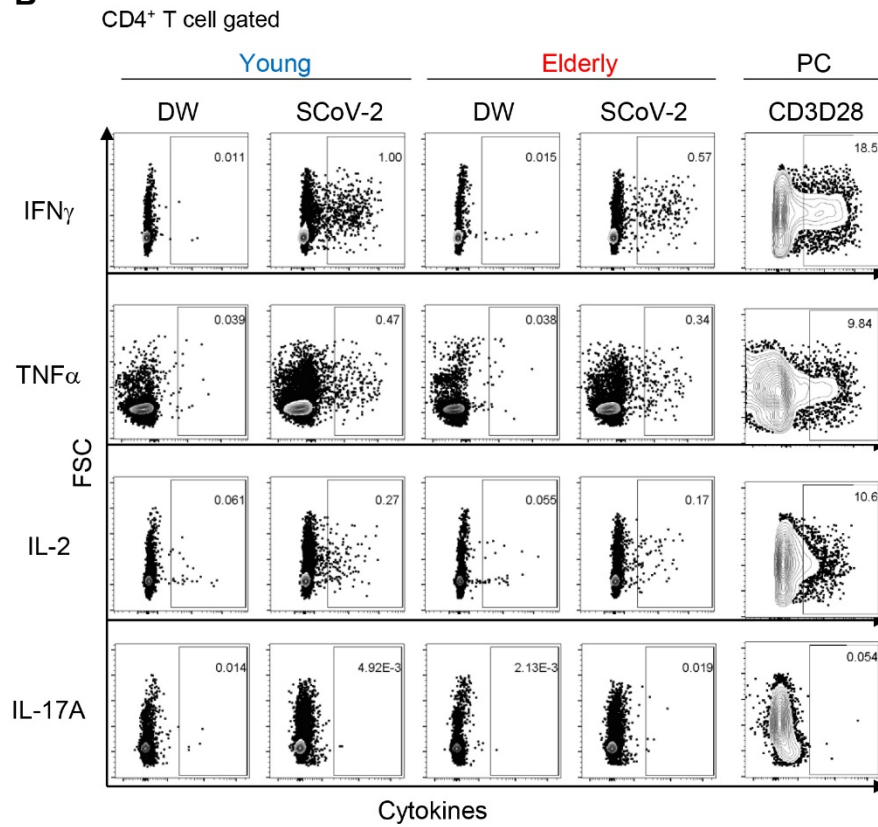 CD4⁺ T cell gated
Young Elderly PC
DW SCoV-2 DW SCoV-2 CD3D28
IFNγ 0.011 1.00 0.015 0.57 18.5
TNFα 0.039 0.47 0.038 0.34 9.84
FSC
IL-2 0.061 0.27 0.055 0.17 10.6
IL-17A 0.014 4.92E-3 2.13E-3 0.019 0.054
Cytokines